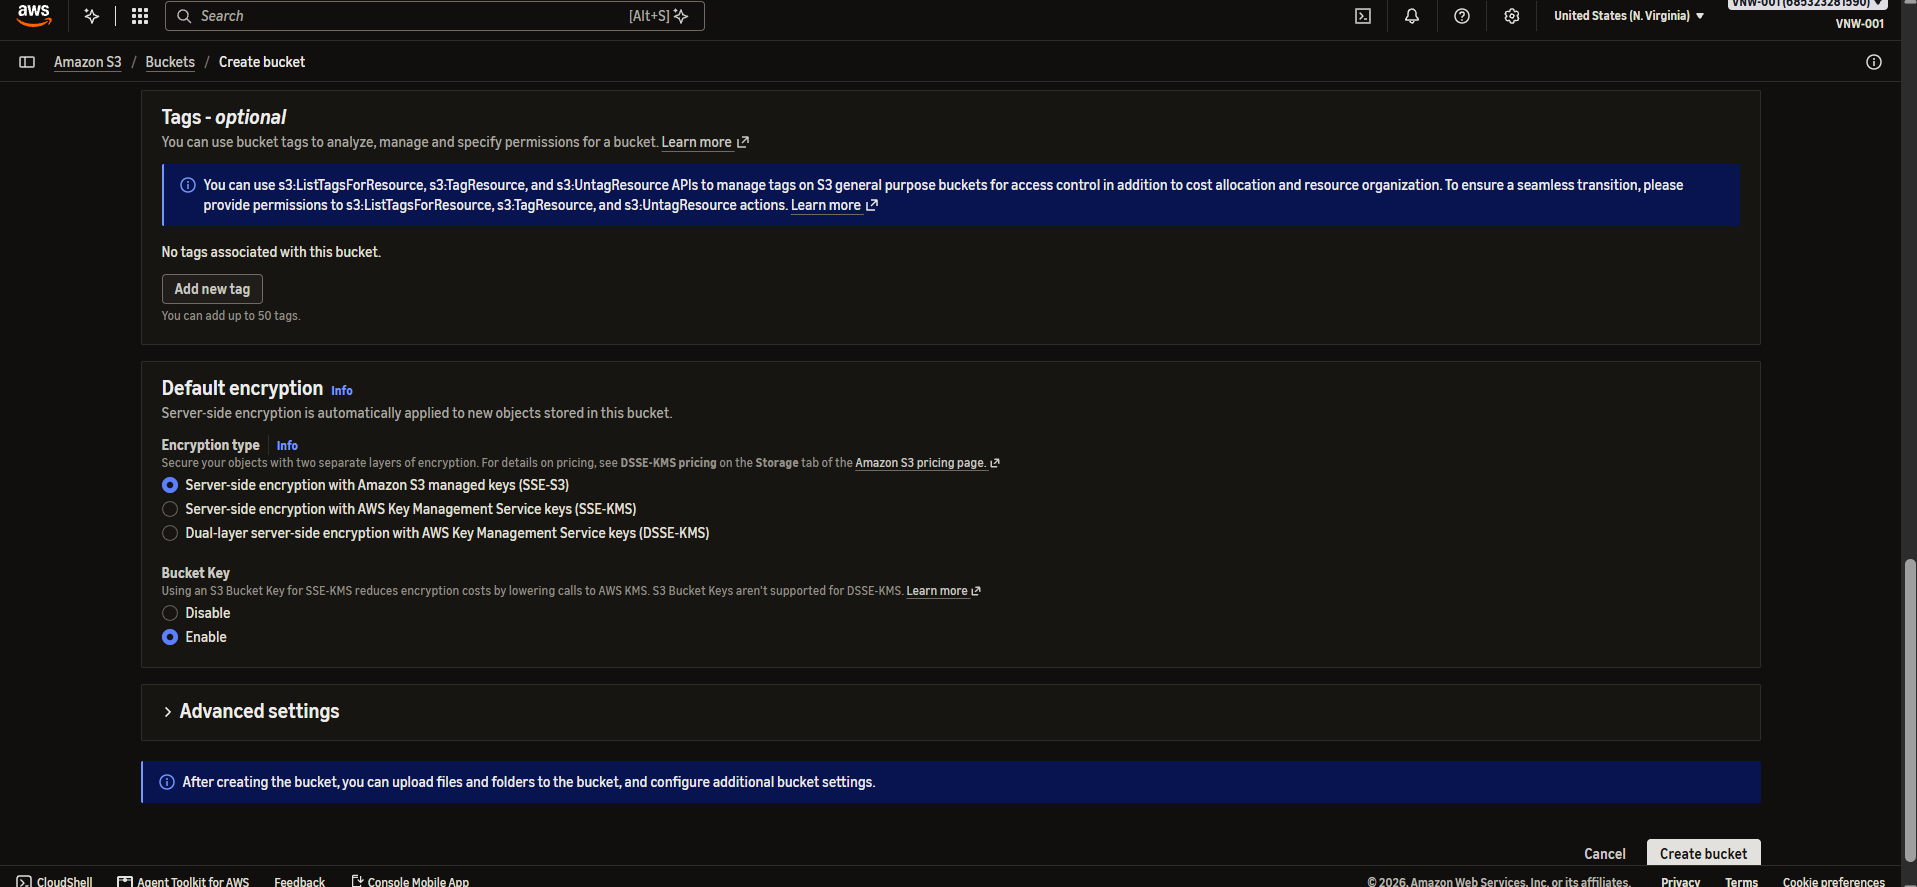 aws
Search
[Alt+S]
United States (N. Virginia)
VNW-001 (685323281590)
VNW-001
Amazon S3 / Buckets / Create bucket
Tags - optional
You can use bucket tags to analyze, manage and specify permissions for a bucket. Learn more
You can use s3:ListTagsForResource, s3:TagResource, and s3:UntagResource APIs to manage tags on S3 general purpose buckets for access control in addition to cost allocation and resource organization. To ensure a seamless transition, please
provide permissions to s3:ListTagsForResource, s3:TagResource, and s3:UntagResource actions. Learn more
No tags associated with this bucket.
Add new tag
You can add up to 50 tags.
Default encryption Info
Server-side encryption is automatically applied to new objects stored in this bucket.
Encryption type Info
Secure your objects with two separate layers of encryption. For details on pricing, see DSSE-KMS pricing on the Storage tab of the Amazon S3 pricing page.
Server-side encryption with Amazon S3 managed keys (SSE-S3)
Server-side encryption with AWS Key Management Service keys (SSE-KMS)
Dual-layer server-side encryption with AWS Key Management Service keys (DSSE-KMS)
Bucket Key
Using an S3 Bucket Key for SSE-KMS reduces encryption costs by lowering calls to AWS KMS. S3 Bucket Keys aren't supported for DSSE-KMS. Learn more
Disable
Enable
Advanced settings
After creating the bucket, you can upload files and folders to the bucket, and configure additional bucket settings.
Cancel
Create bucket
CloudShell
Agent Toolkit for AWS
Feedback
Console Mobile App
© 2026, Amazon Web Services, Inc. or its affiliates.
Privacy
Terms
Cookie preferences